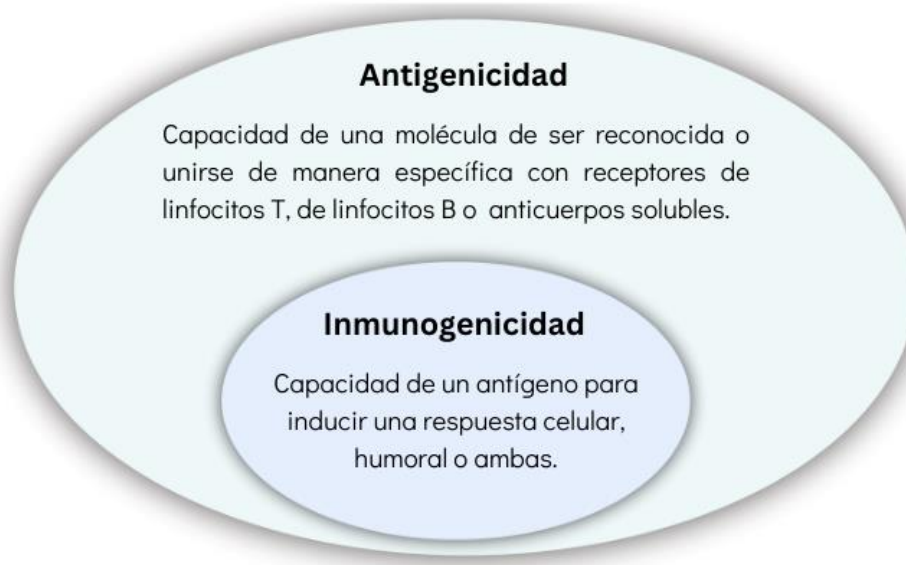 Antigenicidad
Capacidad de una molécula de ser reconocida o
unirse de manera específica con receptores de
linfocitos T, de linfocitos B o anticuerpos solubles.
Inmunogenicidad
Capacidad de un antígeno para
inducir una respuesta celular,
humoral o ambas.